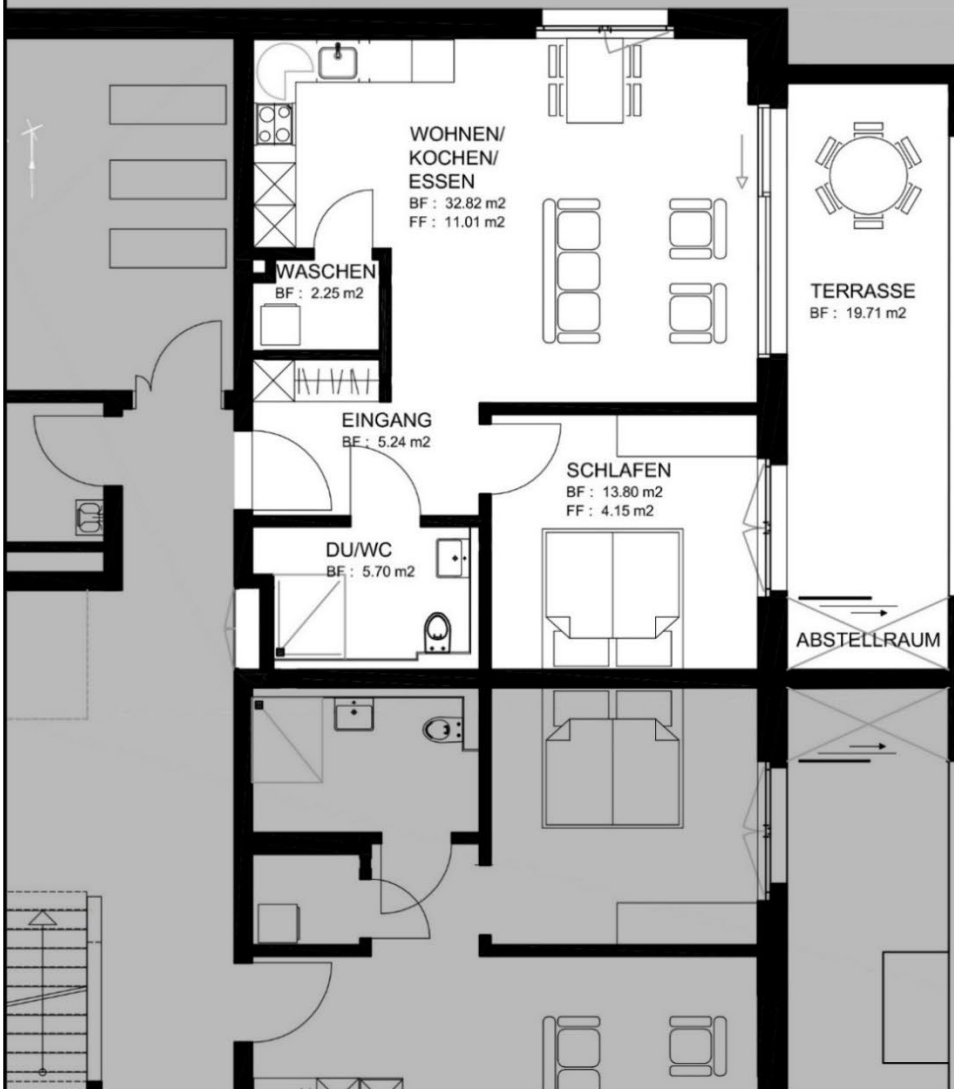 WOHNEN/
KOCHEN/
ESSEN
BF : 32.82 m2
FF : 11.01 m2
WASCHEN
BF : 2.25 m2
TERRASSE
BF : 19.71 m2
EINGANG
BF : 5.24 m2
SCHLAFEN
BF : 13.80 m2
FF : 4.15 m2
DU/WC
BF : 5.70 m2
ABSTELLRAUM